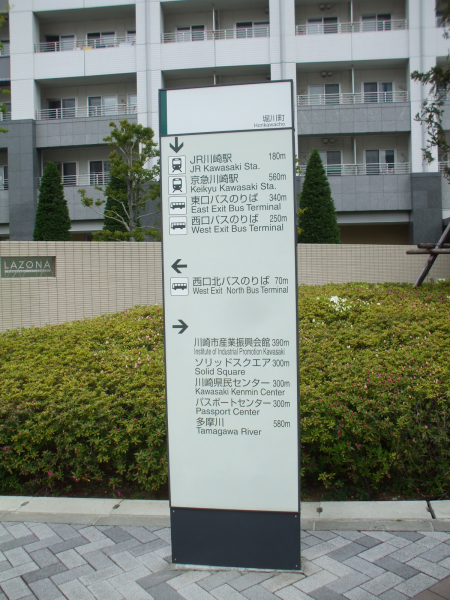 堀川町
Horikawacho
JR川崎駅 180m
JR Kawasaki Sta.
京急川崎駅 560m
Keikyu Kawasaki Sta.
東口バスのりば 340m
East Exit Bus Terminal
西口バスのりば 250m
West Exit Bus Terminal
西口北バスのりば 70m
West Exit North Bus Terminal
川崎市産業振興会館 390m
Institute of Industrial Promotion Kawasaki
ソリッドスクエア 300m
Solid Square
川崎県民センター 300m
Kawasaki Kenmin Center
パスポートセンター 300m
Passport Center
多摩川 580m
Tamagawa River
LAZONA